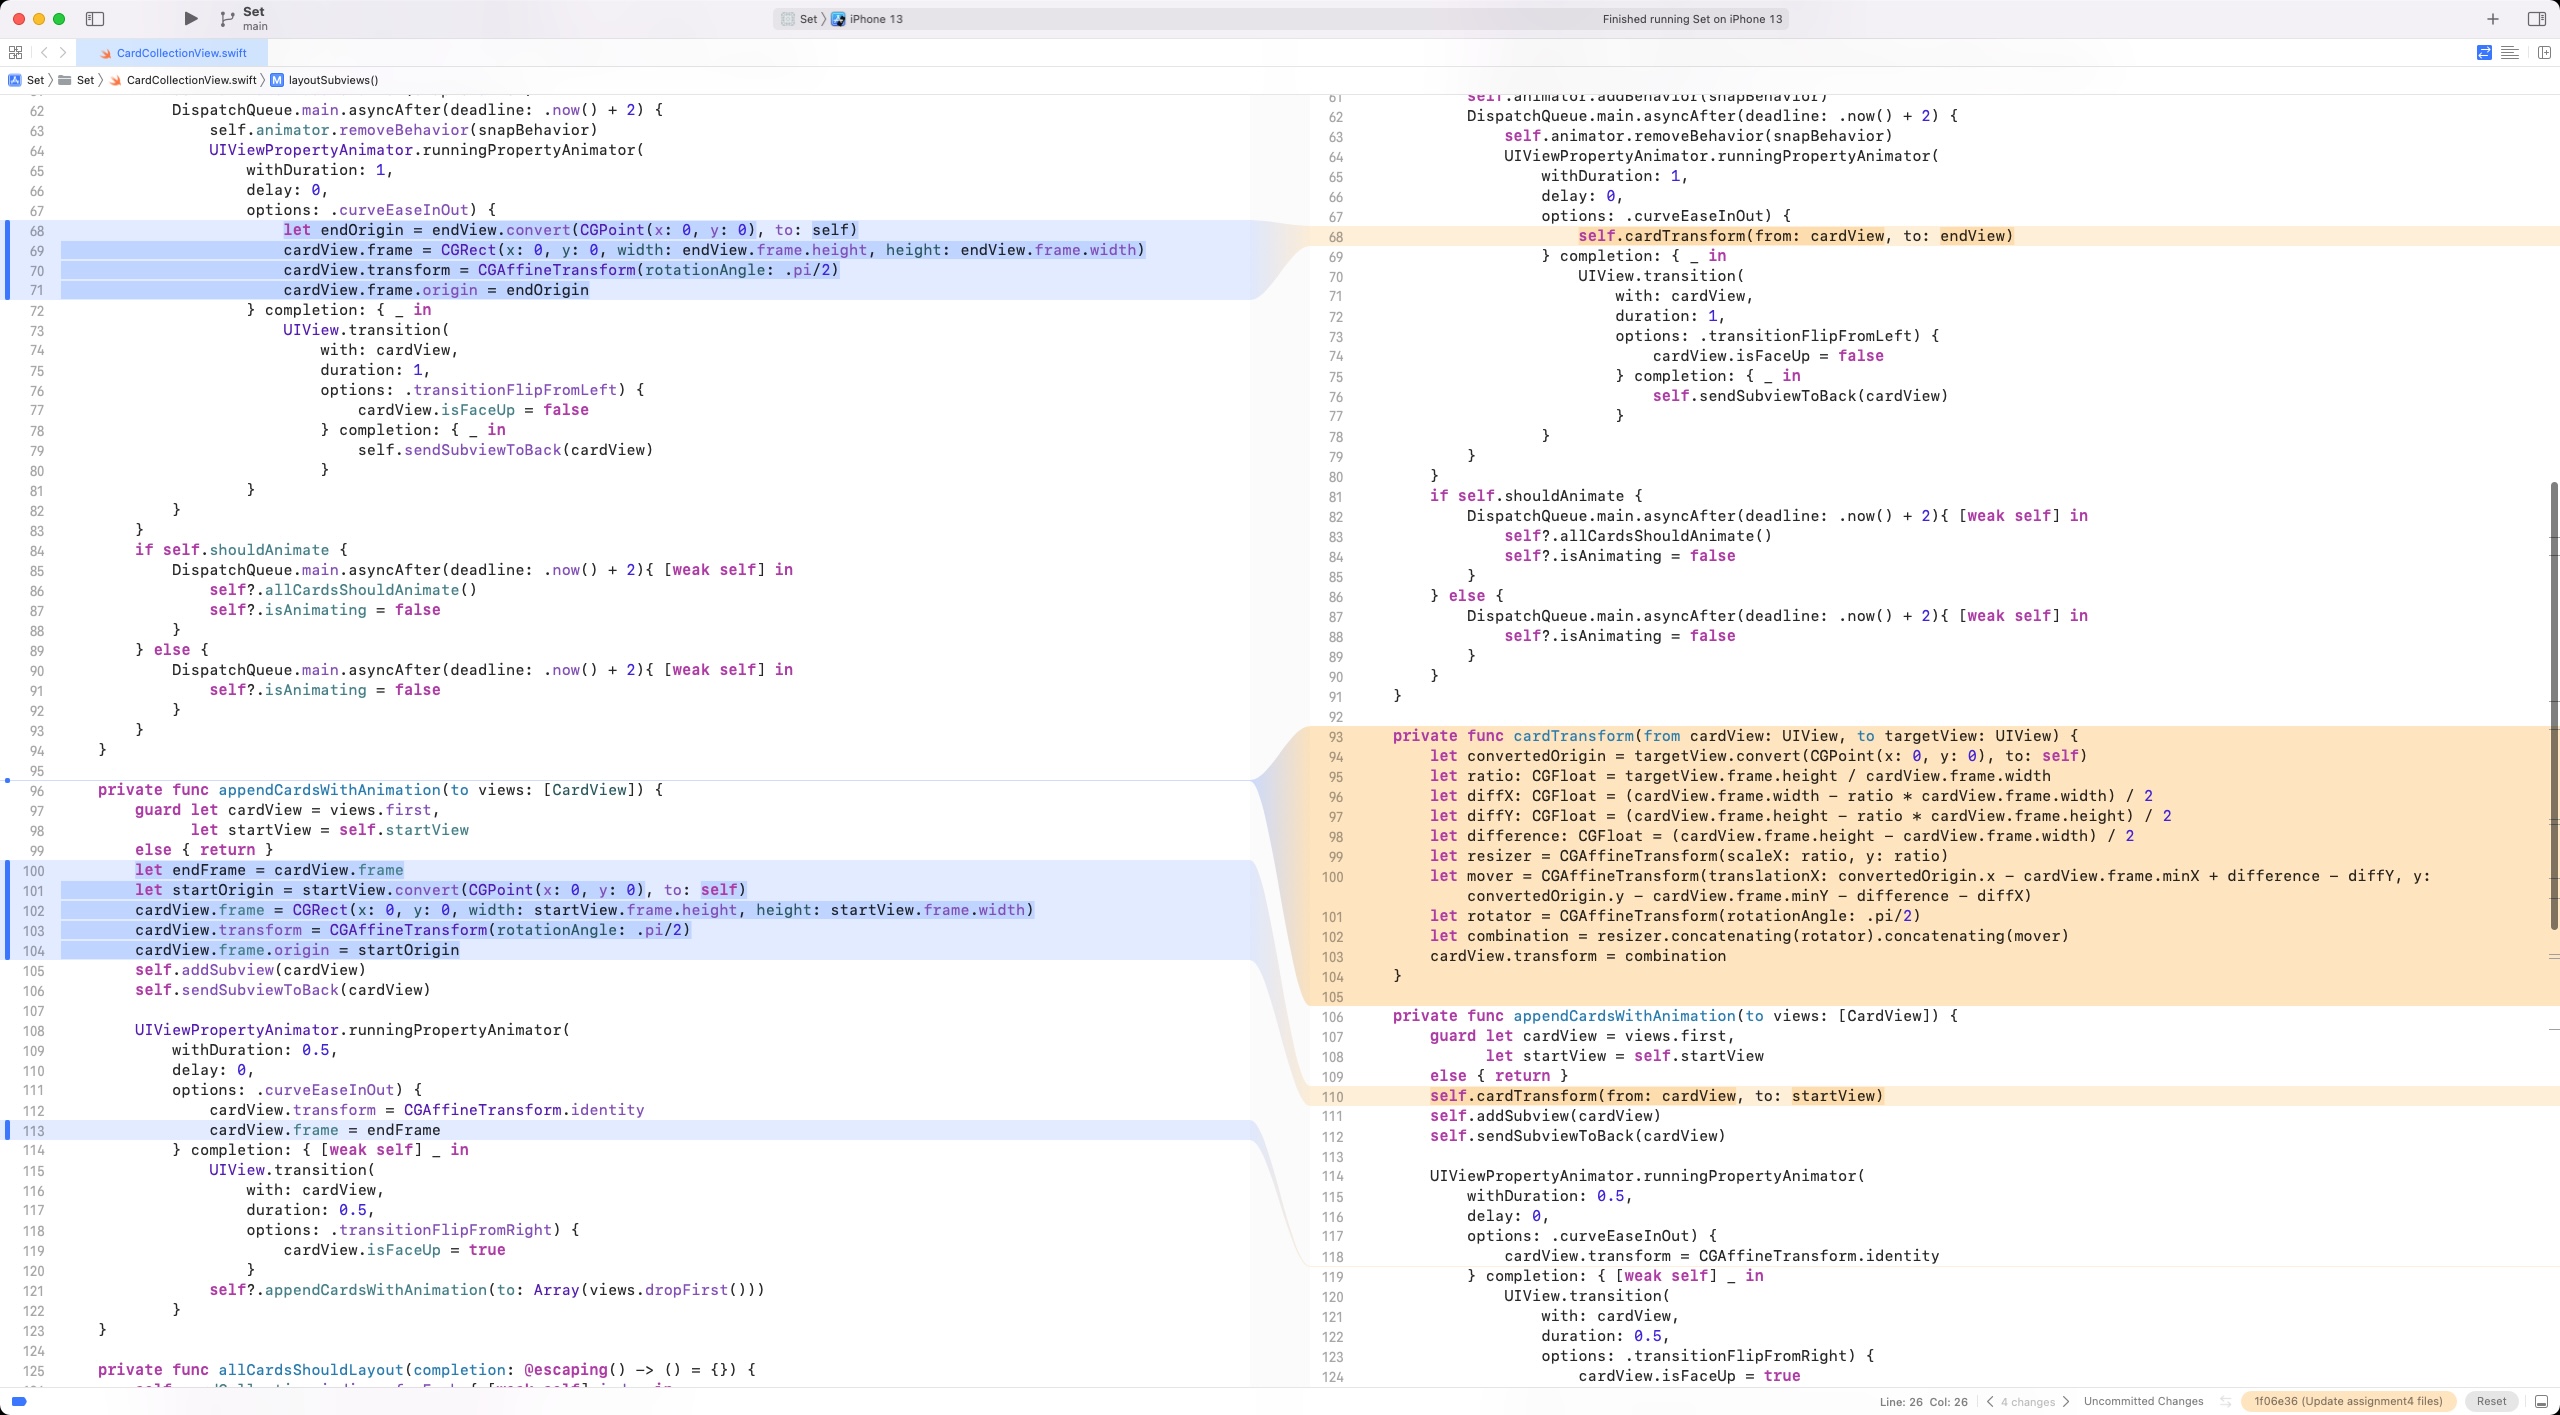 Set
main
Set 〉 iPhone 13
Finished running Set on iPhone 13
CardCollectionView.swift
Set 〉 Set 〉 CardCollectionView.swift 〉 M layoutSubviews()
62 DispatchQueue.main.asyncAfter(deadline: .now() + 2) {
63 self.animator.removeBehavior(snapBehavior)
64 UIViewPropertyAnimator.runningPropertyAnimator(
65 withDuration: 1,
66 delay: 0,
67 options: .curveEaseInOut) {
68 let endOrigin = endView.convert(CGPoint(x: 0, y: 0), to: self)
69 cardView.frame = CGRect(x: 0, y: 0, width: endView.frame.height, height: endView.frame.width)
70 cardView.transform = CGAffineTransform(rotationAngle: .pi/2)
71 cardView.frame.origin = endOrigin
72 } completion: { _ in
73 UIView.transition(
74 with: cardView,
75 duration: 1,
76 options: .transitionFlipFromLeft) {
77 cardView.isFaceUp = false
78 } completion: { _ in
79 self.sendSubviewToBack(cardView)
80 }
81 }
82 }
83 }
84 if self.shouldAnimate {
85 DispatchQueue.main.asyncAfter(deadline: .now() + 2){ [weak self] in
86 self?.allCardsShouldAnimate()
87 self?.isAnimating = false
88 }
89 } else {
90 DispatchQueue.main.asyncAfter(deadline: .now() + 2){ [weak self] in
91 self?.isAnimating = false
92 }
93 }
94 }
95
96 private func appendCardsWithAnimation(to views: [CardView]) {
97 guard let cardView = views.first,
98 let startView = self.startView
99 else { return }
100 let endFrame = cardView.frame
101 let startOrigin = startView.convert(CGPoint(x: 0, y: 0), to: self)
102 cardView.frame = CGRect(x: 0, y: 0, width: startView.frame.height, height: startView.frame.width)
103 cardView.transform = CGAffineTransform(rotationAngle: .pi/2)
104 cardView.frame.origin = startOrigin
105 self.addSubview(cardView)
106 self.sendSubviewToBack(cardView)
107
108 UIViewPropertyAnimator.runningPropertyAnimator(
109 withDuration: 0.5,
110 delay: 0,
111 options: .curveEaseInOut) {
112 cardView.transform = CGAffineTransform.identity
113 cardView.frame = endFrame
114 } completion: { [weak self] _ in
115 UIView.transition(
116 with: cardView,
117 duration: 0.5,
118 options: .transitionFlipFromRight) {
119 cardView.isFaceUp = true
120 }
121 self?.appendCardsWithAnimation(to: Array(views.dropFirst()))
122 }
123 }
124
125 private func allCardsShouldLayout(completion: @escaping() -> () = {}) {
61 self.animator.addBehavior(snapBehavior)
62 DispatchQueue.main.asyncAfter(deadline: .now() + 2) {
63 self.animator.removeBehavior(snapBehavior)
64 UIViewPropertyAnimator.runningPropertyAnimator(
65 withDuration: 1,
66 delay: 0,
67 options: .curveEaseInOut) {
68 self.cardTransform(from: cardView, to: endView)
69 } completion: { _ in
70 UIView.transition(
71 with: cardView,
72 duration: 1,
73 options: .transitionFlipFromLeft) {
74 cardView.isFaceUp = false
75 } completion: { _ in
76 self.sendSubviewToBack(cardView)
77 }
78 }
79 }
80 }
81 if self.shouldAnimate {
82 DispatchQueue.main.asyncAfter(deadline: .now() + 2){ [weak self] in
83 self?.allCardsShouldAnimate()
84 self?.isAnimating = false
85 }
86 } else {
87 DispatchQueue.main.asyncAfter(deadline: .now() + 2){ [weak self] in
88 self?.isAnimating = false
89 }
90 }
91 }
92
93 private func cardTransform(from cardView: UIView, to targetView: UIView) {
94 let convertedOrigin = targetView.convert(CGPoint(x: 0, y: 0), to: self)
95 let ratio: CGFloat = targetView.frame.height / cardView.frame.width
96 let diffX: CGFloat = (cardView.frame.width - ratio * cardView.frame.width) / 2
97 let diffY: CGFloat = (cardView.frame.height - ratio * cardView.frame.height) / 2
98 let difference: CGFloat = (cardView.frame.height - cardView.frame.width) / 2
99 let resizer = CGAffineTransform(scaleX: ratio, y: ratio)
100 let mover = CGAffineTransform(translationX: convertedOrigin.x - cardView.frame.minX + difference - diffY, y:
convertedOrigin.y - cardView.frame.minY - difference - diffX)
101 let rotator = CGAffineTransform(rotationAngle: .pi/2)
102 let combination = resizer.concatenating(rotator).concatenating(mover)
103 cardView.transform = combination
104 }
105
106 private func appendCardsWithAnimation(to views: [CardView]) {
107 guard let cardView = views.first,
108 let startView = self.startView
109 else { return }
110 self.cardTransform(from: cardView, to: startView)
111 self.addSubview(cardView)
112 self.sendSubviewToBack(cardView)
113
114 UIViewPropertyAnimator.runningPropertyAnimator(
115 withDuration: 0.5,
116 delay: 0,
117 options: .curveEaseInOut) {
118 cardView.transform = CGAffineTransform.identity
119 } completion: { [weak self] _ in
120 UIView.transition(
121 with: cardView,
122 duration: 0.5,
123 options: .transitionFlipFromRight) {
124 cardView.isFaceUp = true
Line: 26 Col: 26
4 changes
Uncommitted Changes
1f06e36 (Update assignment4 files)
Reset